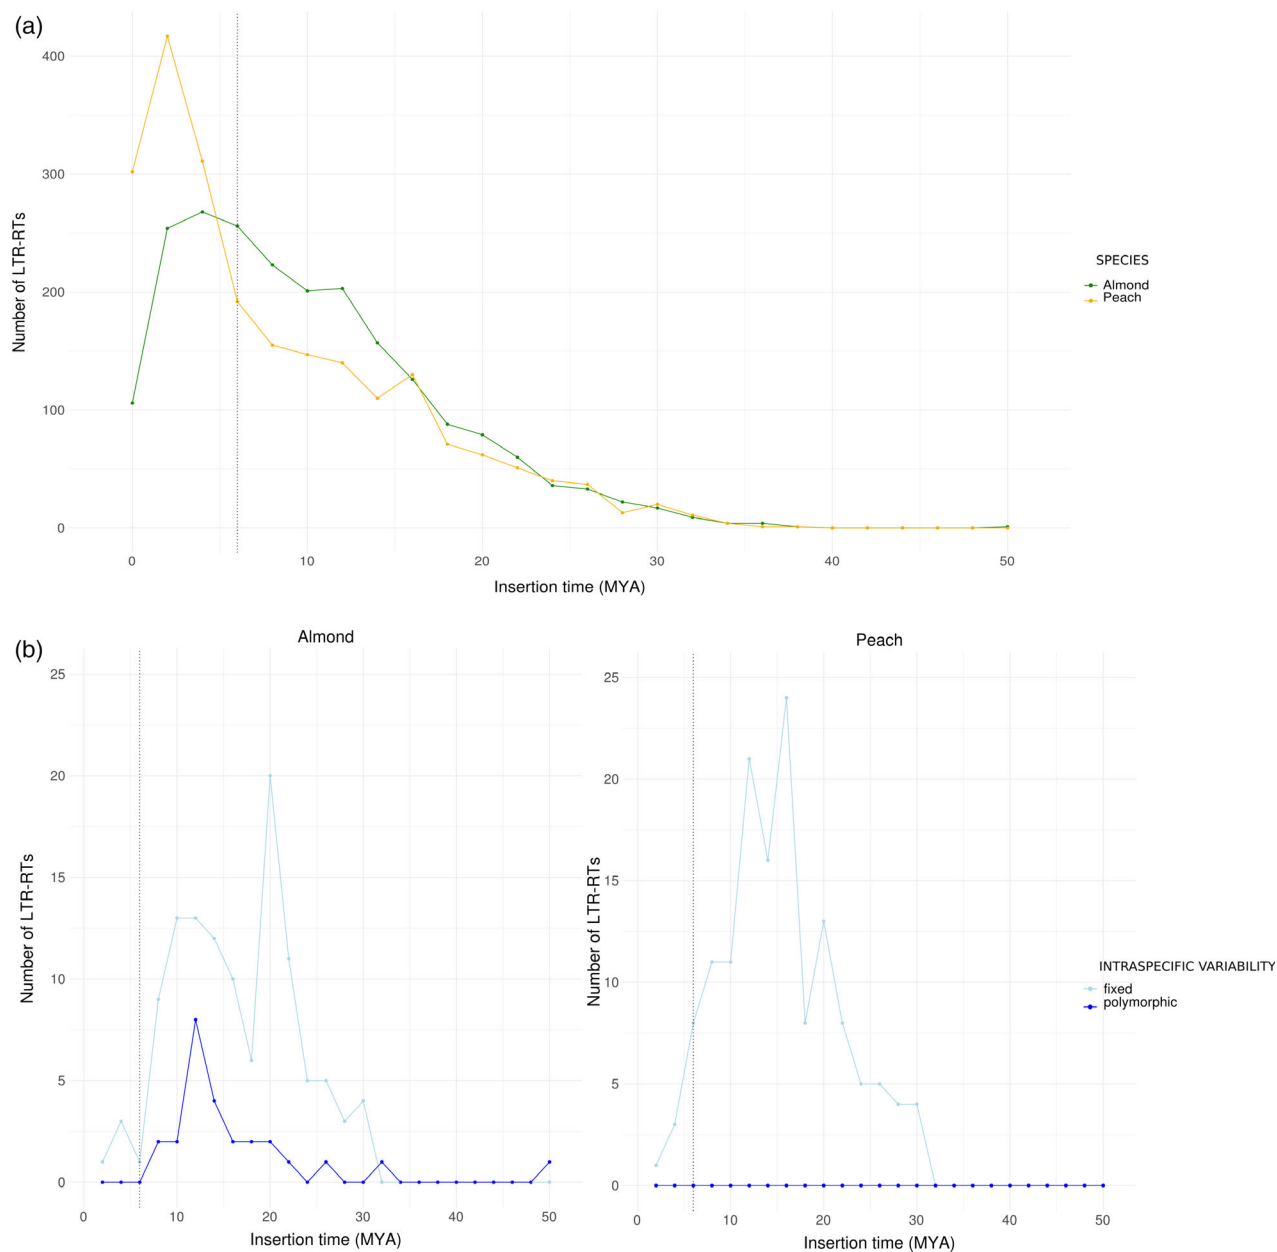 (a)
400
300
200
100
0
Number of LTR-RTs
0 10 20 30 40 50
Insertion time (MYA)
SPECIES
Almond
Peach
(b)
Almond
25
20
15
10
5
0
Number of LTR-RTs
0 10 20 30 40 50
Insertion time (MYA)
Peach
25
20
15
10
5
0
Number of LTR-RTs
0 10 20 30 40 50
Insertion time (MYA)
INTRASPECIFIC VARIABILITY
fixed
polymorphic